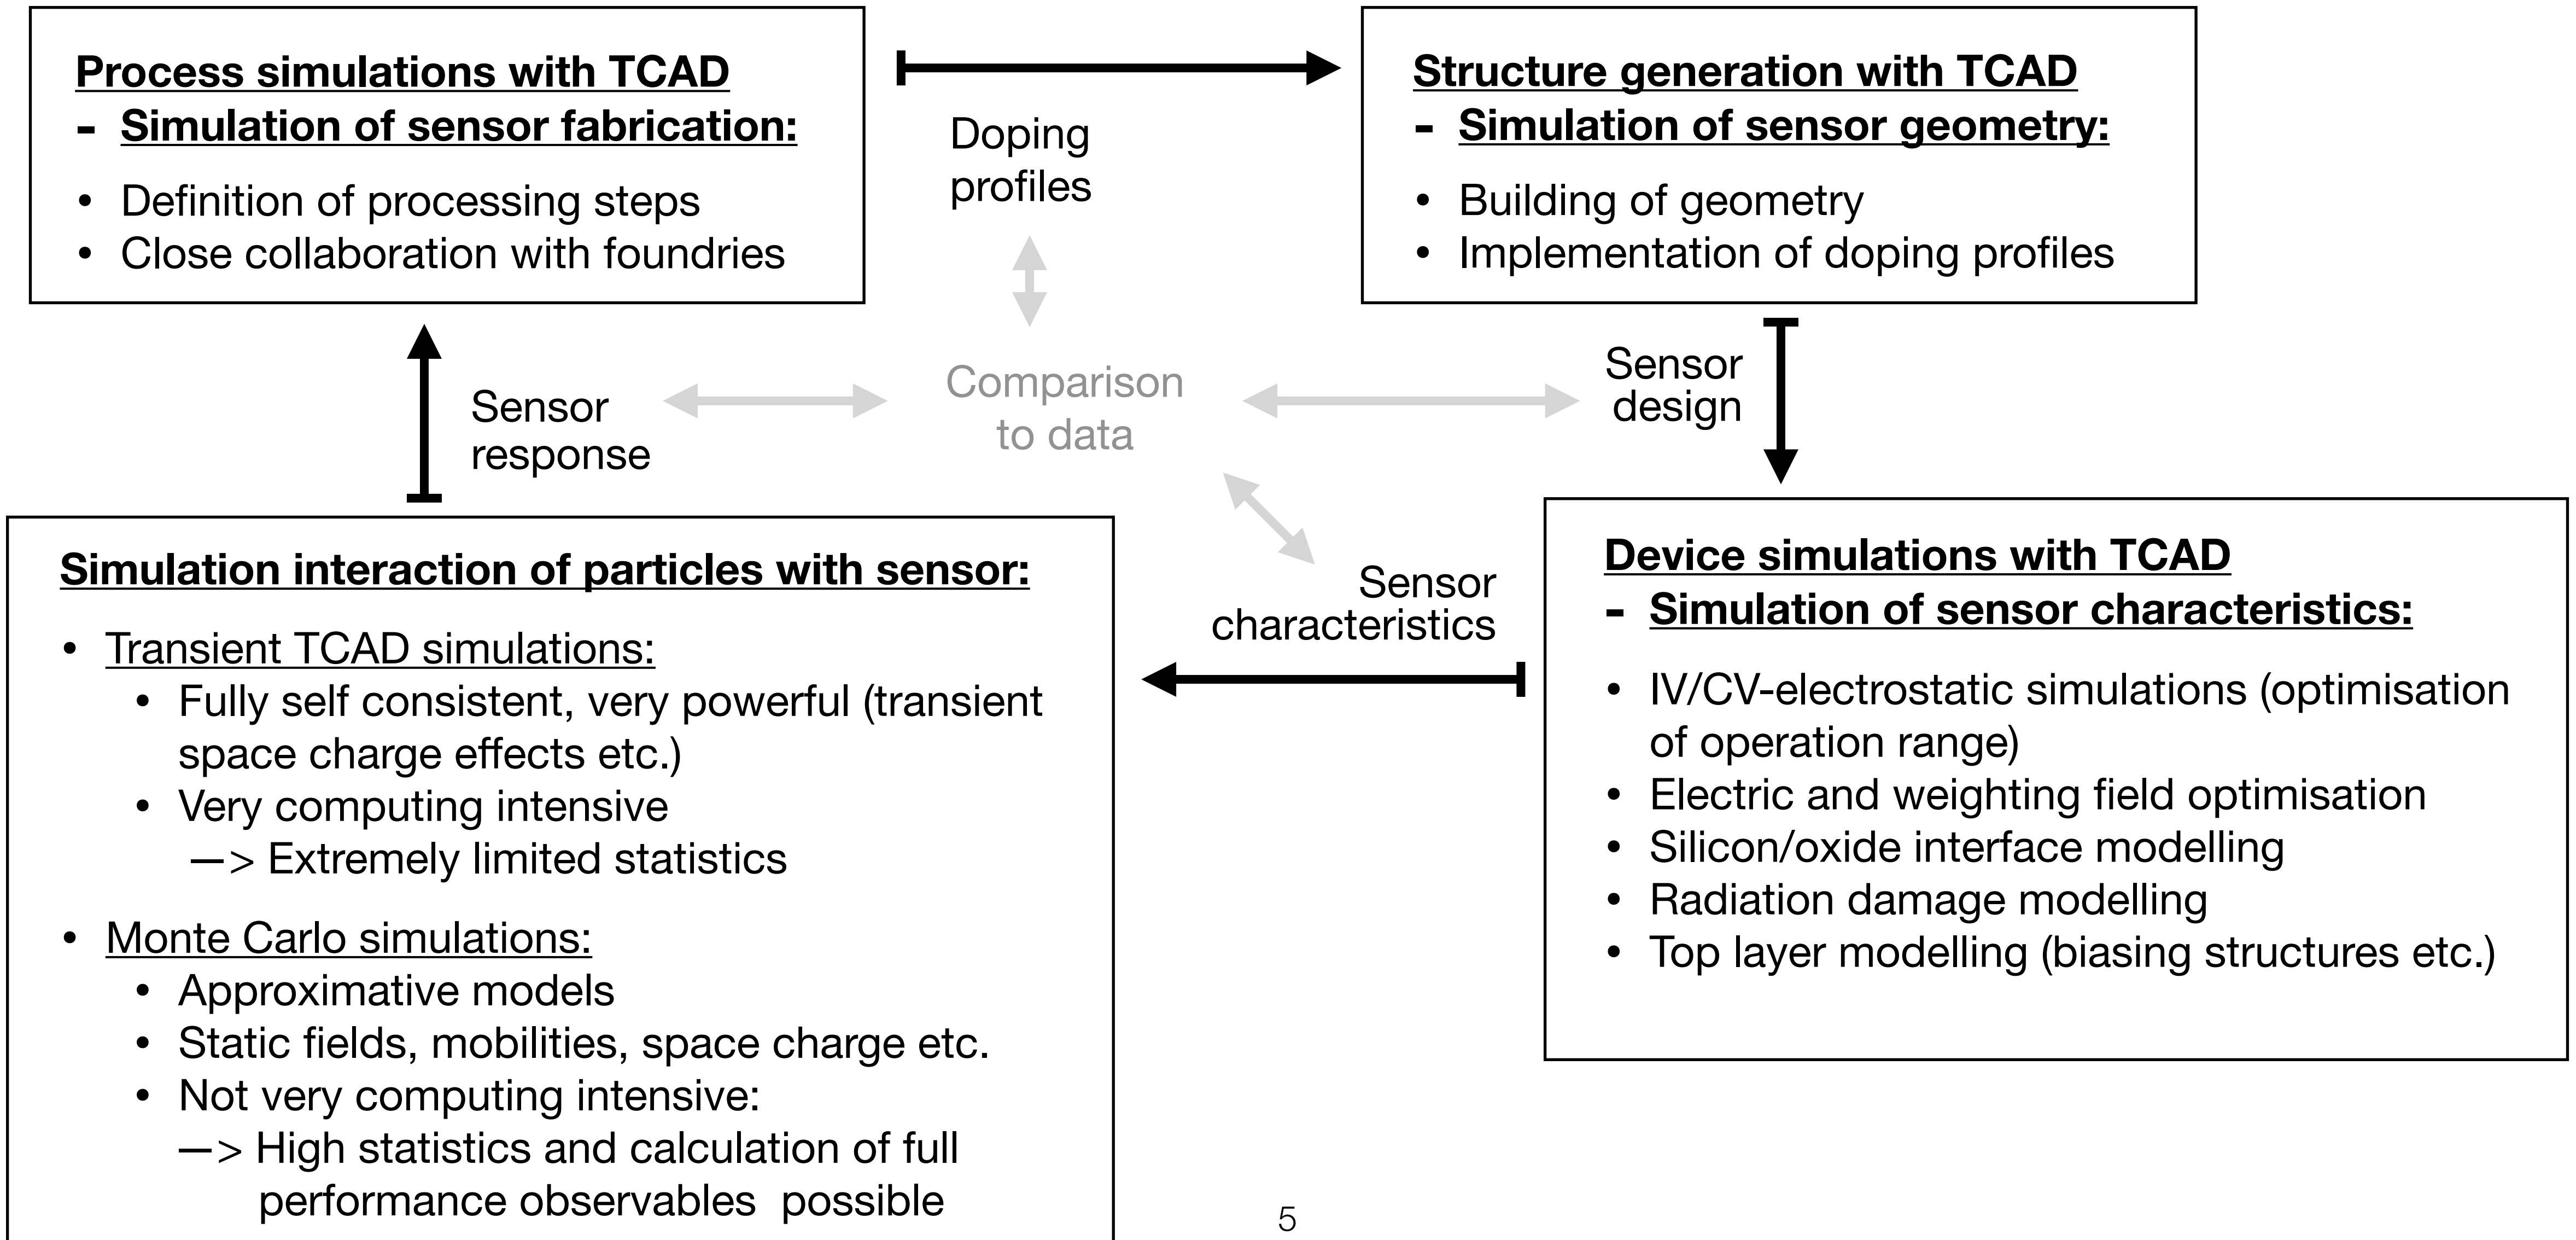 Process simulations with TCAD
- Simulation of sensor fabrication:
• Definition of processing steps
• Close collaboration with foundries
Doping
profiles
Structure generation with TCAD
- Simulation of sensor geometry:
• Building of geometry
• Implementation of doping profiles
Sensor
response
Comparison
to data
Sensor
design
Simulation interaction of particles with sensor:
• Transient TCAD simulations:
• Fully self consistent, very powerful (transient
space charge effects etc.)
• Very computing intensive
—> Extremely limited statistics
• Monte Carlo simulations:
• Approximative models
• Static fields, mobilities, space charge etc.
• Not very computing intensive:
—> High statistics and calculation of full
performance observables possible
Sensor
characteristics
Device simulations with TCAD
- Simulation of sensor characteristics:
• IV/CV-electrostatic simulations (optimisation
of operation range)
• Electric and weighting field optimisation
• Silicon/oxide interface modelling
• Radiation damage modelling
• Top layer modelling (biasing structures etc.)
5